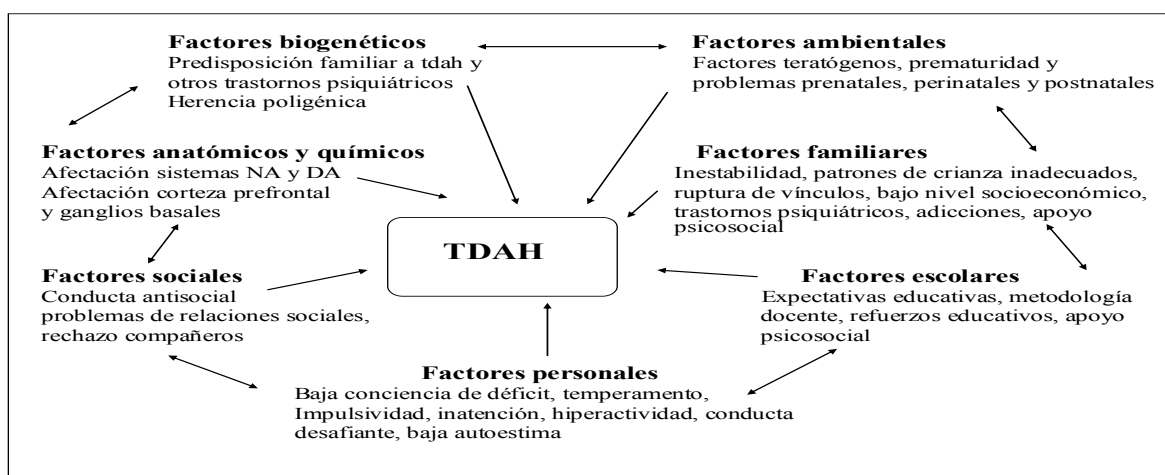 Factores biogenéticos
Predisposición familiar a tdah y
otros trastornos psiquiátricos
Herencia poligénica
Factores ambientales
Factores teratógenos, prematuridad y
problemas prenatales, perinatales y postnatales
Factores anatómicos y químicos
Afectación sistemas NA y DA
Afectación corteza prefrontal
y ganglios basales
Factores familiares
Inestabilidad, patrones de crianza inadecuados,
ruptura de vínculos, bajo nivel socioeconómico,
trastornos psiquiátricos, adicciones, apoyo
psicosocial
TDAH
Factores sociales
Conducta antisocial
problemas de relaciones sociales,
rechazo compañeros
Factores escolares
Expectativas educativas, metodología
docente, refuerzos educativos, apoyo
psicosocial
Factores personales
Baja conciencia de déficit, temperamento,
Impulsividad, inatención, hiperactividad, conducta
desafiante, baja autoestima